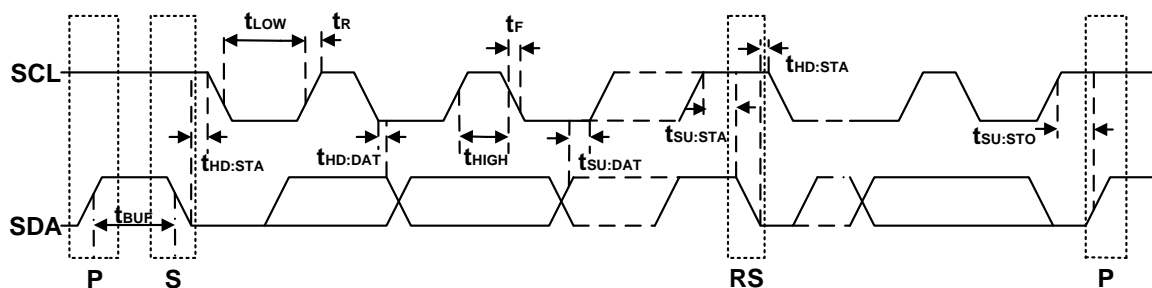 tLOW
tR
tF
SCL
tHD:STA
tHD:STA
tHD:DAT
tHIGH
tSU:DAT
tSU:STA
tSU:STO
SDA
tBUF
P
S
RS
P